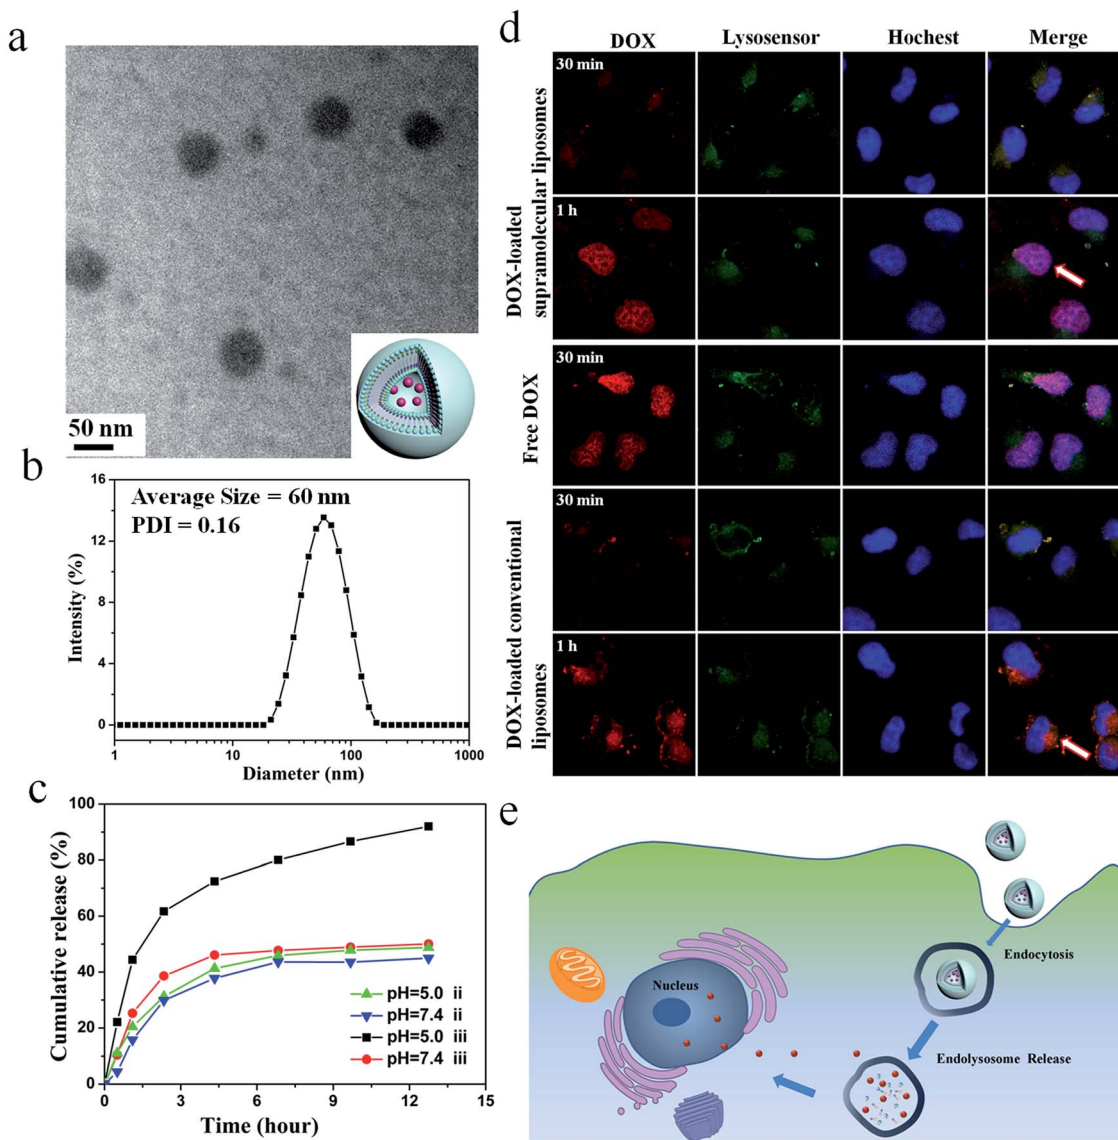 a
50 nm
b
Average Size = 60 nm
PDI = 0.16
16
12
8
4
0
Intensity (%)
1
10
100
1000
Diameter (nm)
c
100
80
60
40
20
0
Cumulative release (%)
pH=5.0 ii
pH=7.4 ii
pH=5.0 iii
pH=7.4 iii
0
3
6
9
12
15
Time (hour)
d
DOX
Lysosensor
Hochest
Merge
DOX-loaded
supramolecular liposomes
30 min
1 h
Free DOX
30 min
DOX-loaded conventional
liposomes
30 min
1 h
e
Nucleus
Endocytosis
Endolysosome Release